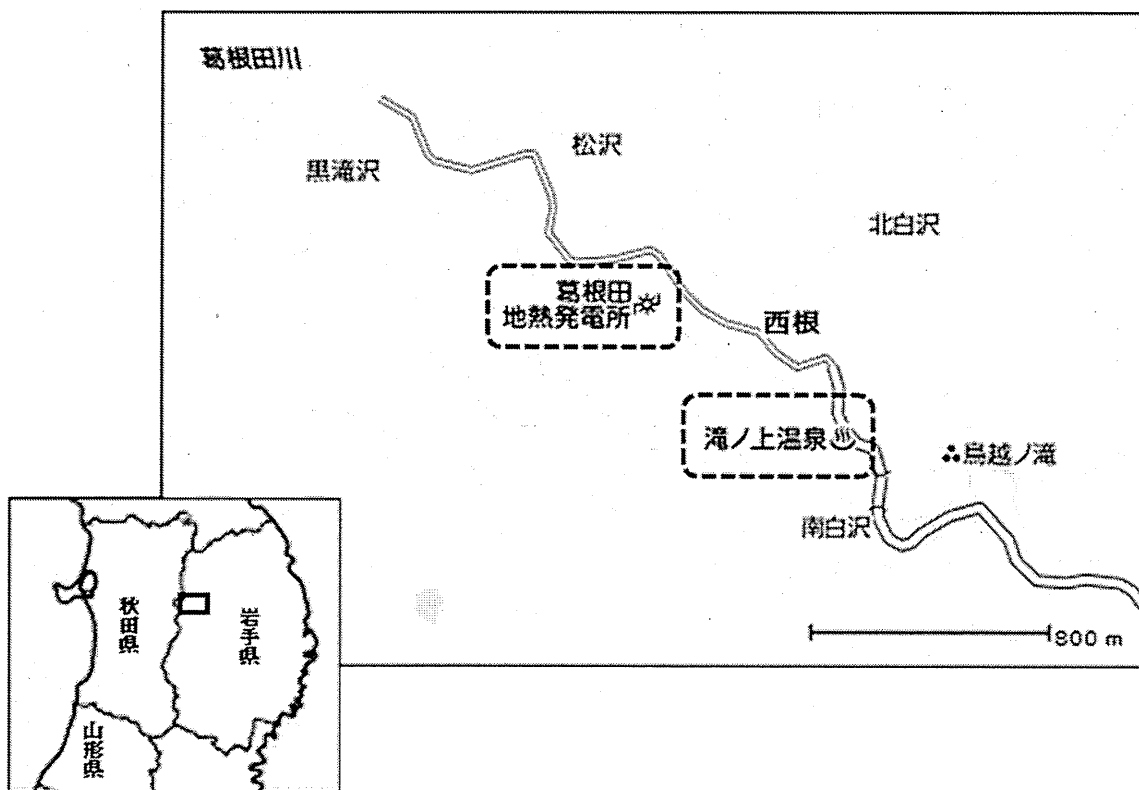 葛根田川
松沢
黒滝沢
北白沢
葛根田
地熱発電所
西根
滝ノ上温泉
鳥越ノ滝
南白沢
800 m
秋田県
岩手県
山形県